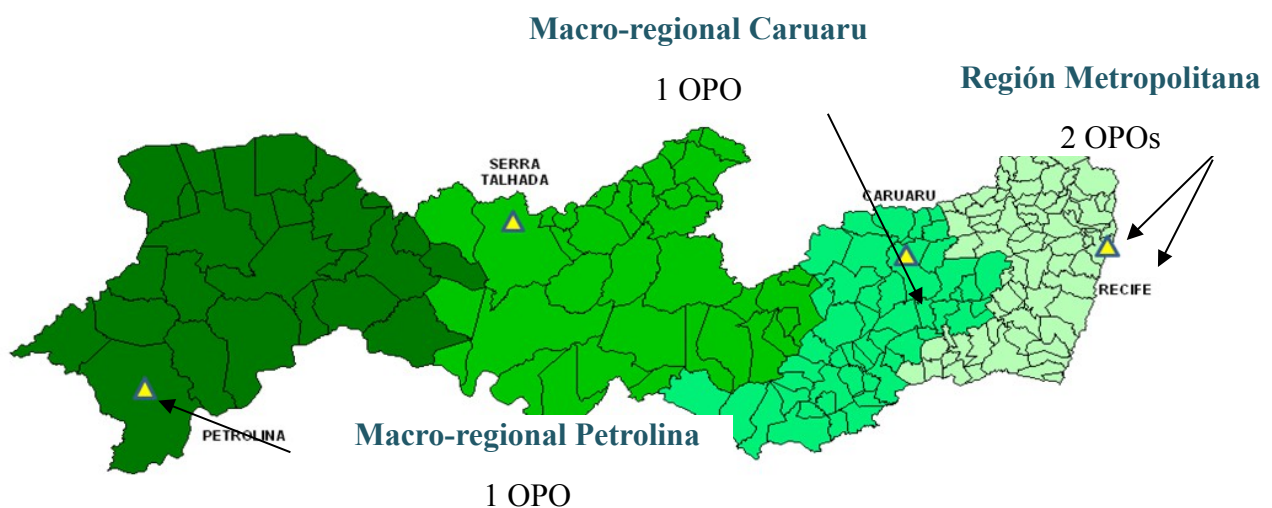 Macro-regional Caruaru
1 OPO
Región Metropolitana
2 OPOs
SERRA
TALHADA
CARUARU
RECIFE
PETROLINA
Macro-regional Petrolina
1 OPO